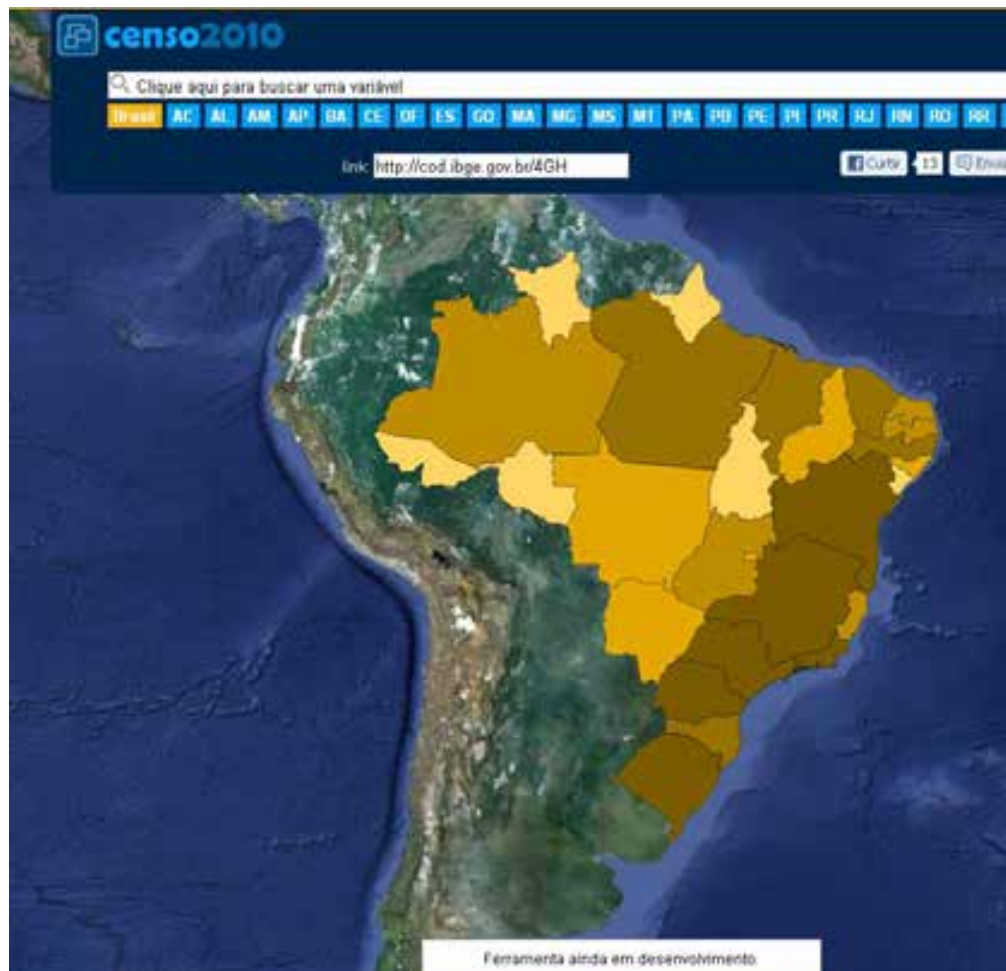 censo2010
Clique aqui para buscar uma variável
Brasil AC AL AM AP BA CE DF ES GO MA MG MS MT PA PB PE PI PR RJ RN RO RR
link: http://cod.ibge.gov.br/4GH
Curtir 13 Envia
Ferramenta ainda em desenvolvimento.